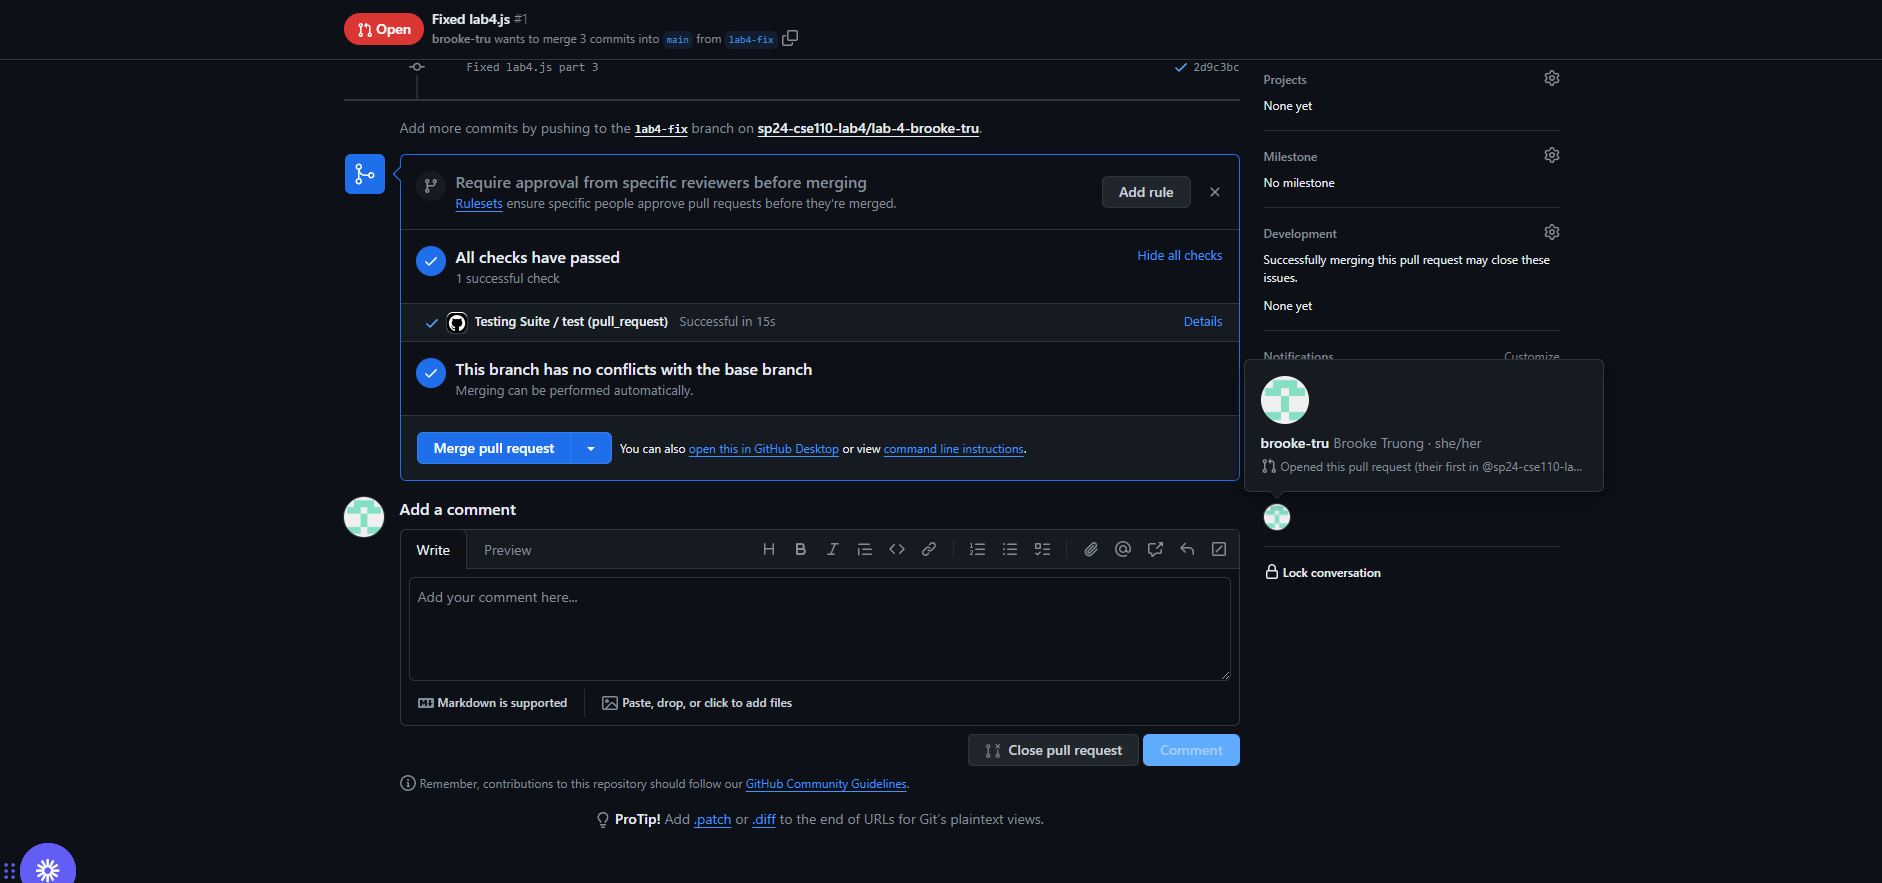 Open
Fixed lab4.js #1
brooke-tru wants to merge 3 commits into main from lab4-fix
Fixed lab4.js part 3
2d9c3bc
Add more commits by pushing to the lab4-fix branch on sp24-cse110-lab4/lab-4-brooke-tru.
Require approval from specific reviewers before merging
Rulesets ensure specific people approve pull requests before they're merged.
Add rule
All checks have passed
1 successful check
Hide all checks
Testing Suite / test (pull_request) Successful in 15s
Details
This branch has no conflicts with the base branch
Merging can be performed automatically.
Merge pull request
You can also open this in GitHub Desktop or view command line instructions.
Add a comment
Write
Preview
Add your comment here...
Markdown is supported
Paste, drop, or click to add files
Close pull request
Comment
Remember, contributions to this repository should follow our GitHub Community Guidelines.
ProTip! Add .patch or .diff to the end of URLs for Git's plaintext views.
Projects
None yet
Milestone
No milestone
Development
Successfully merging this pull request may close these
issues.
None yet
Notifications
Customize
brooke-tru Brooke Truong · she/her
Opened this pull request (their first in @sp24-cse110-la...
Lock conversation